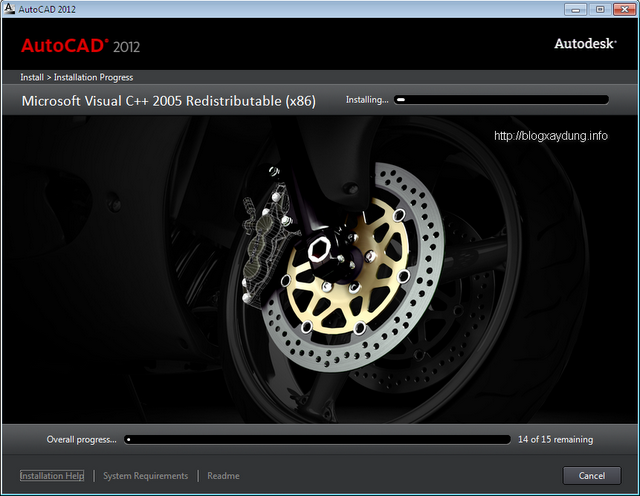 AutoCAD 2012
AutoCAD® 2012
Autodesk®
Install > Installation Progress
Microsoft Visual C++ 2005 Redistributable (x86)
Installing...
http://blogxaydung.info
Overall progress...
14 of 15 remaining
Installation Help
System Requirements
Readme
Cancel